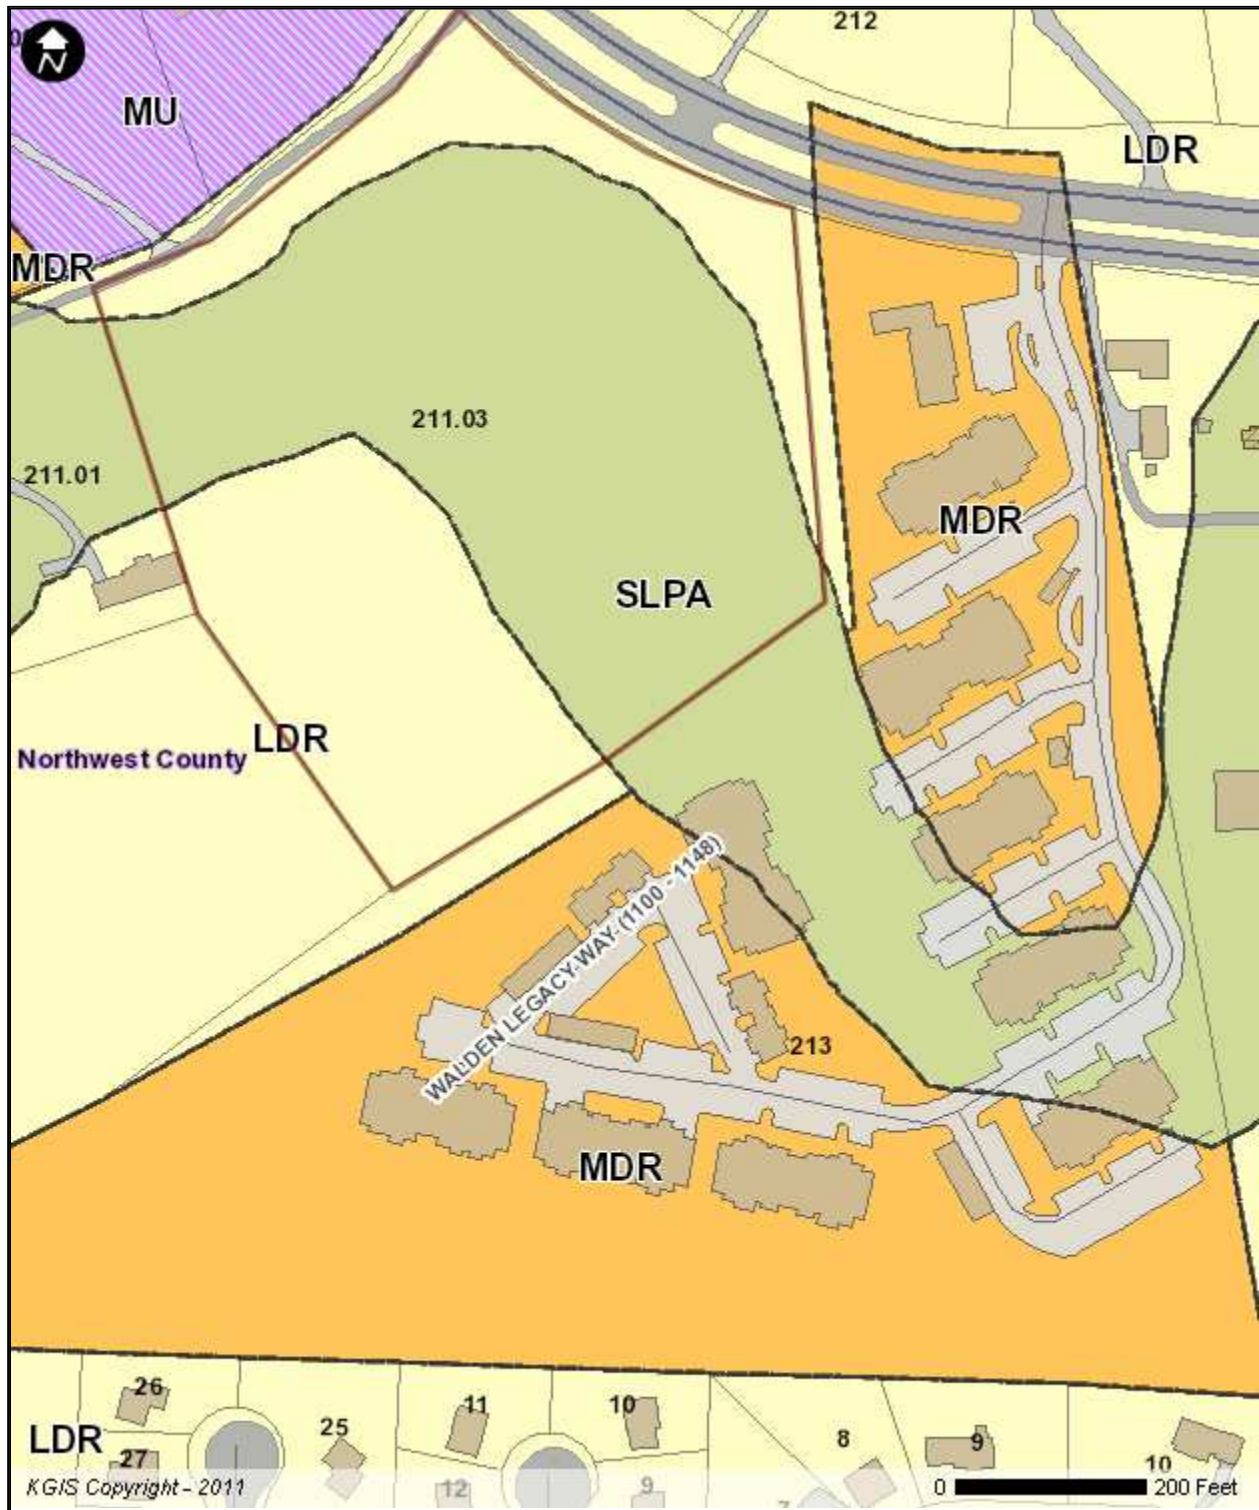 212
N
MU
LDR
MDR
211.03
211.01
MDR
SLPA
LDR
Northwest County
WALDEN LEGACY WAY (1100 - 1148)
213
MDR
26
11
10
25
8
9
LDR
27
10
12
9
7
KGIS Copyright - 2011
0 200 Feet